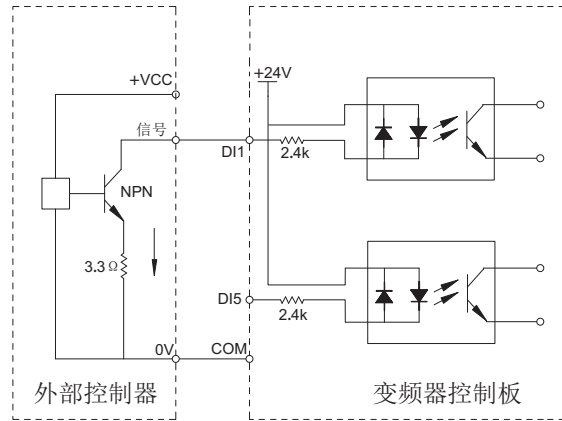 +VCC
+24V
信号
DI1
2.4k
NPN
3.3Ω
DI5
2.4k
0V
COM
外部控制器
变频器控制板